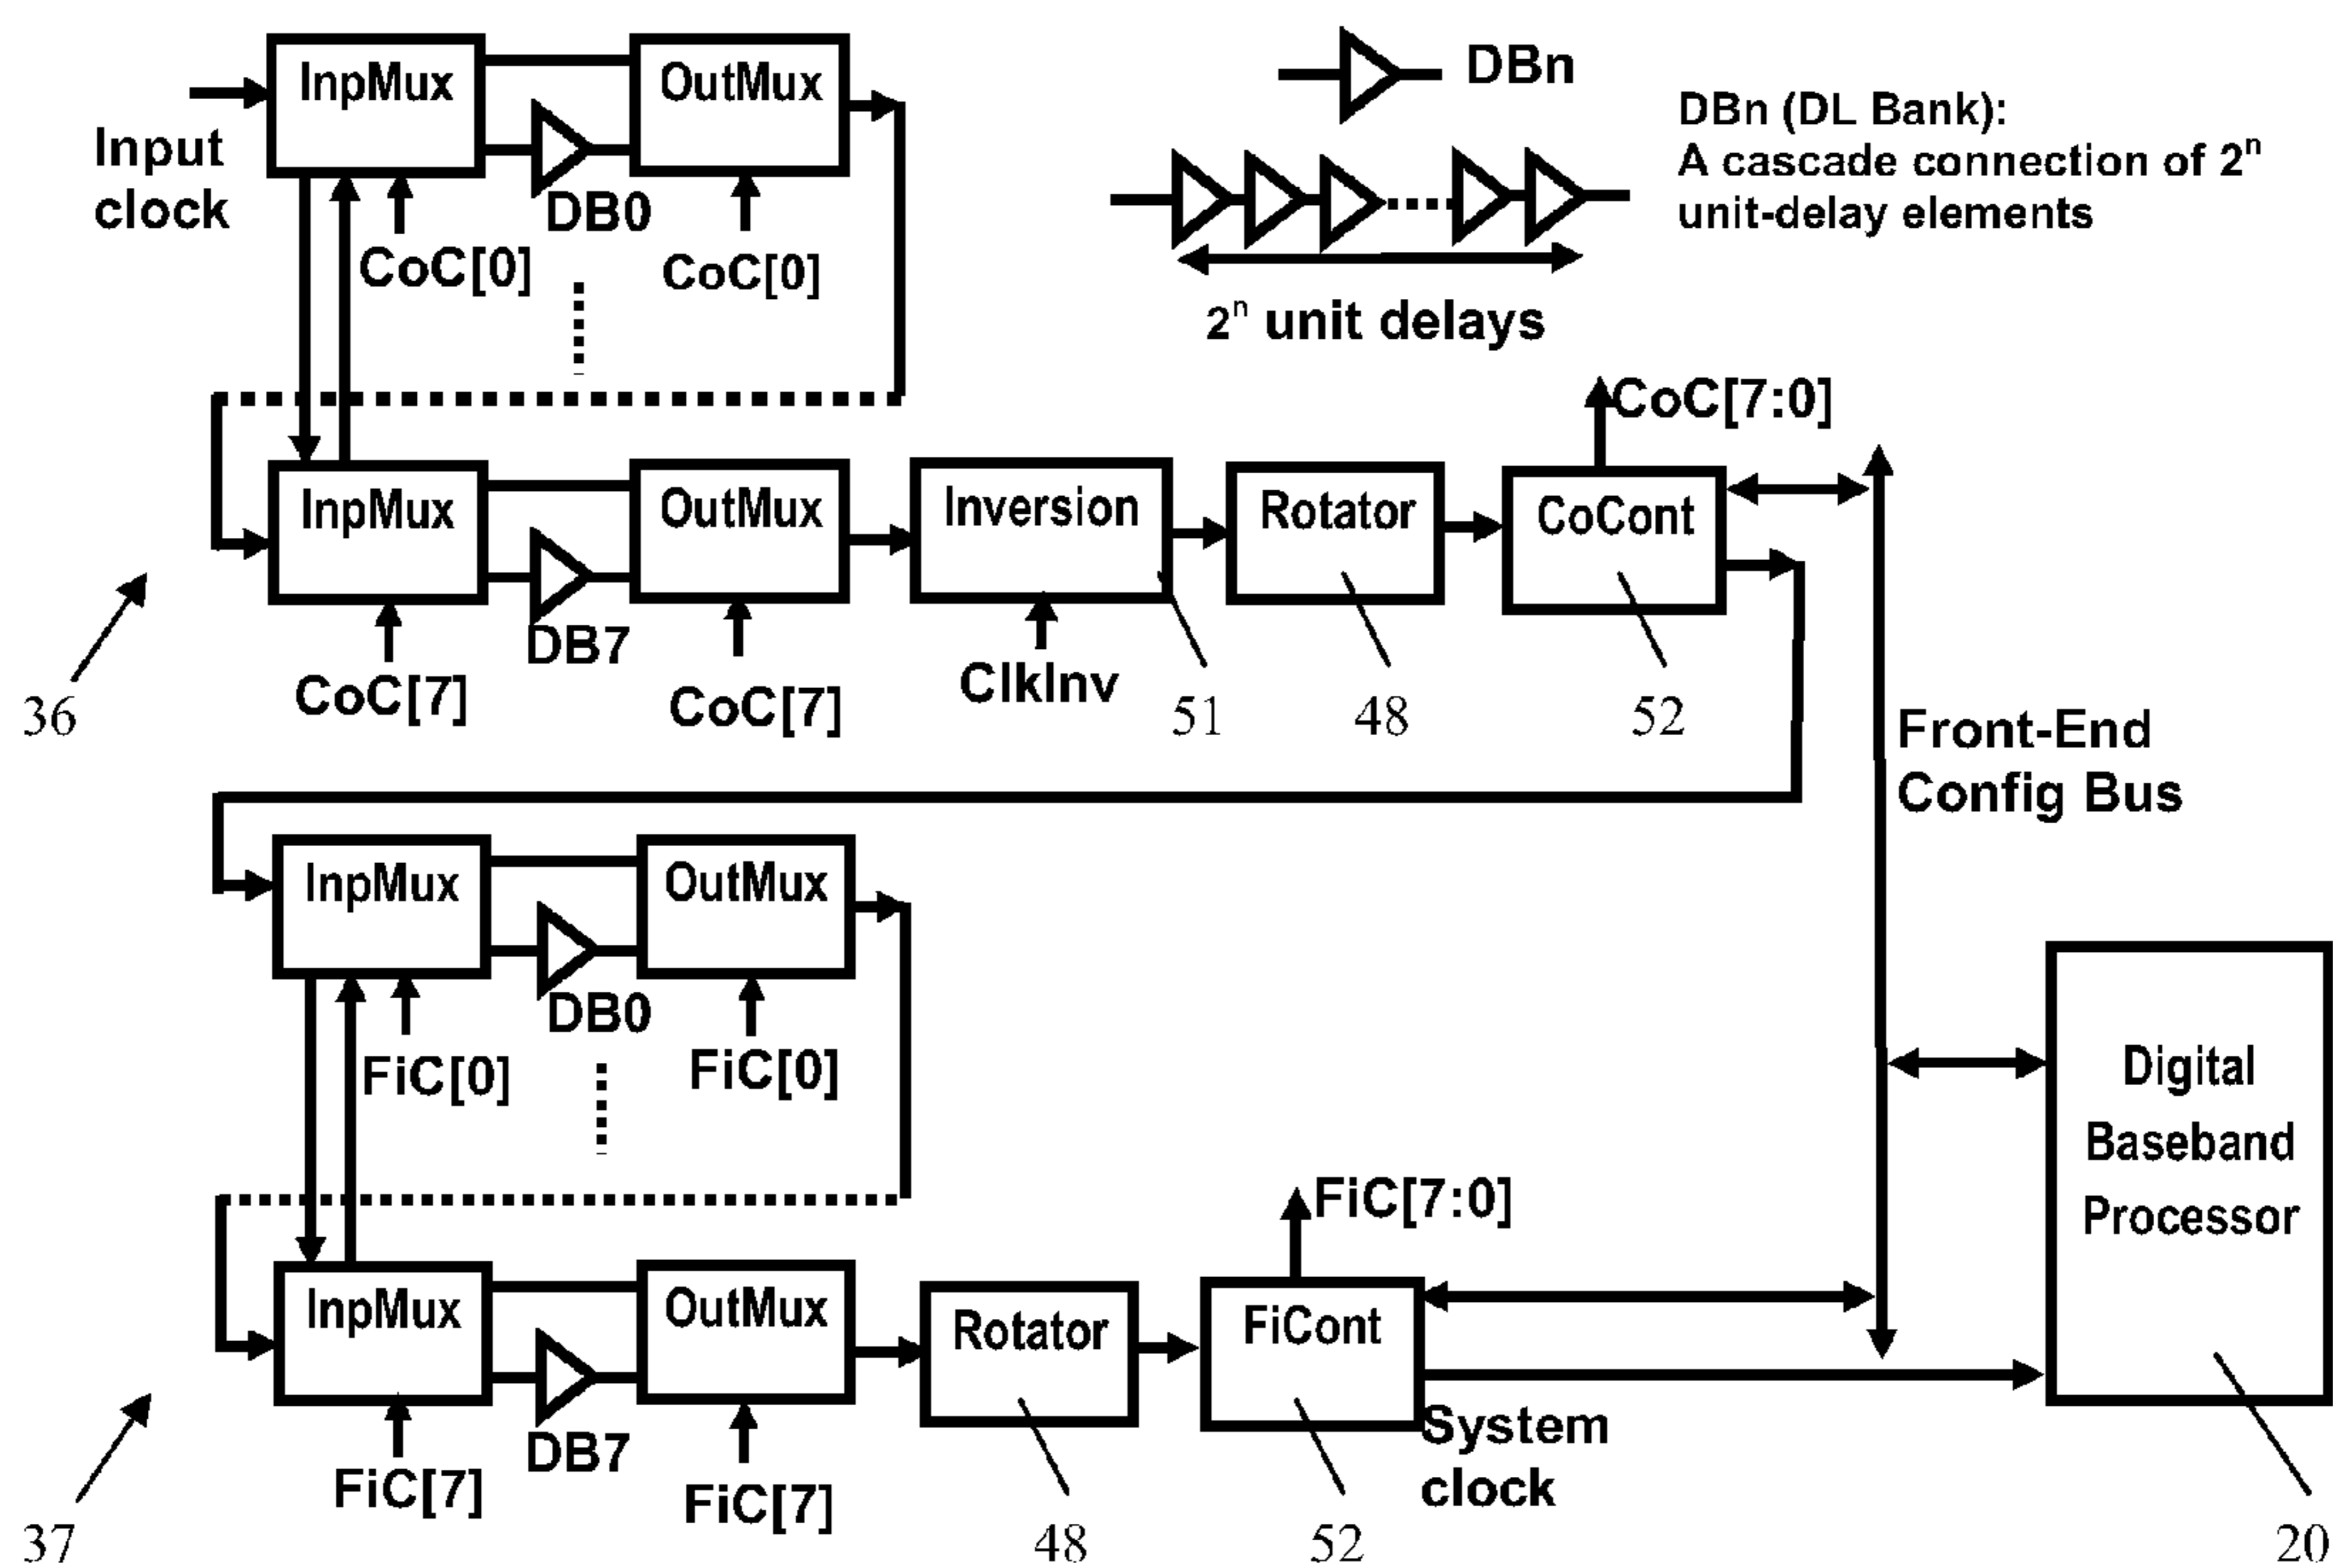 InpMux
OutMux
DBn
DBn (DL Bank):
A cascade connection of 2ⁿ
unit-delay elements
Input
clock
DB0
CoC[0]
CoC[0]
2ⁿ unit delays
CoC[7:0]
InpMux
OutMux
Inversion
Rotator
CoCont
DB7
CoC[7]
CoC[7]
ClkInv
36
51
48
52
Front-End
Config Bus
InpMux
OutMux
DB0
FiC[0]
FiC[0]
Digital
Baseband
Processor
FiC[7:0]
InpMux
OutMux
Rotator
FiCont
DB7
FiC[7]
FiC[7]
System
clock
37
48
52
20